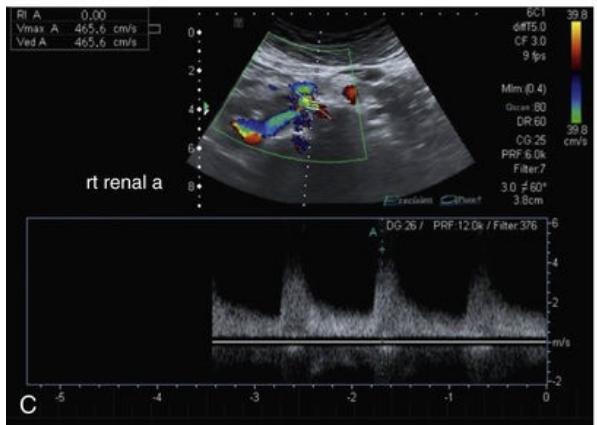 RI A 0.00
Vmax A 465.6 cm/s
Ved A 465.6 cm/s
6C1
diffT5.0
CF 3.0
9 fps
39.8
0
2
4
6
8
Mlm (0.4)
Qscan:80
DR:60
CG:25
PRF:6.0k
Filter:7
3.0 ≠ 60°
3.8cm
39.8
cm/s
rt renal a
A
DG:26 / PRF:12.0k / Filter:376
6
4
2
m/s
-2
C
-5 -4 -3 -2 -1 0